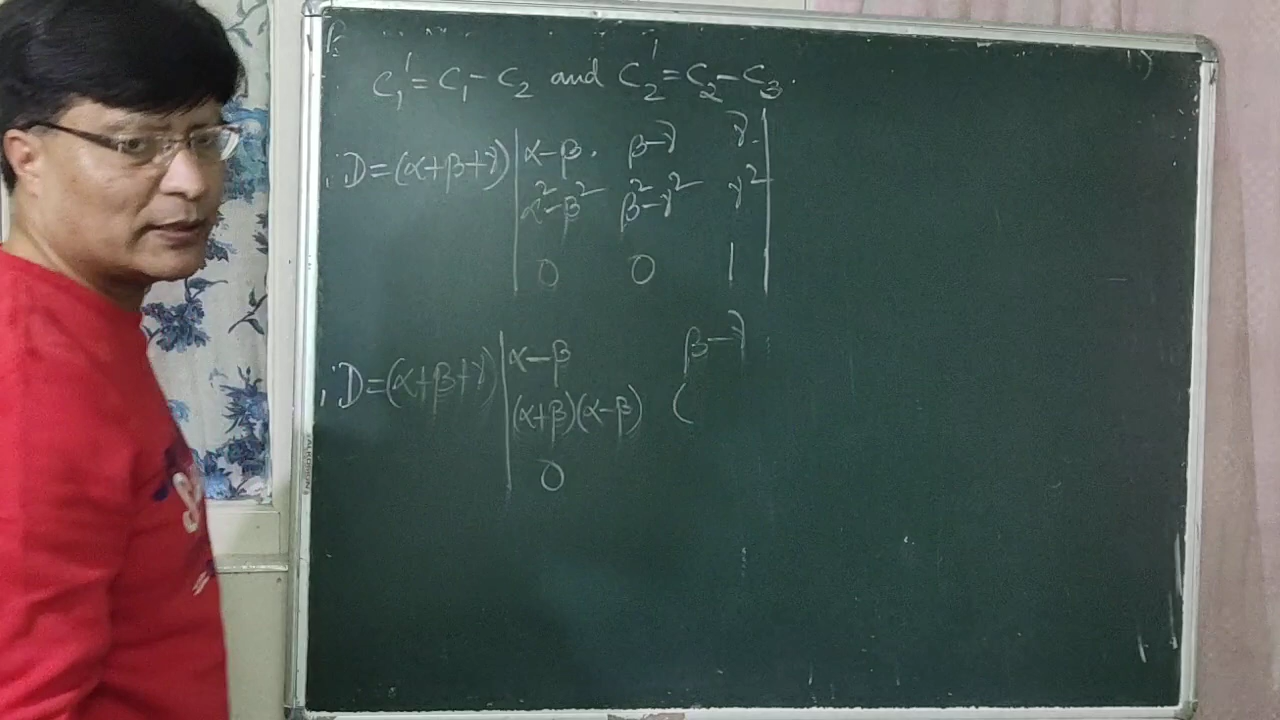 C₁' = C₁ - C₂ and C₂' = C₂ - C₃.
∴ D = (α+β+γ) | α-β . β-γ γ. |
α²-β² β²-γ² γ²
0 0 1
∴ D = (α+β+γ) | α-β β-γ
(α+β)(α-β) (
0